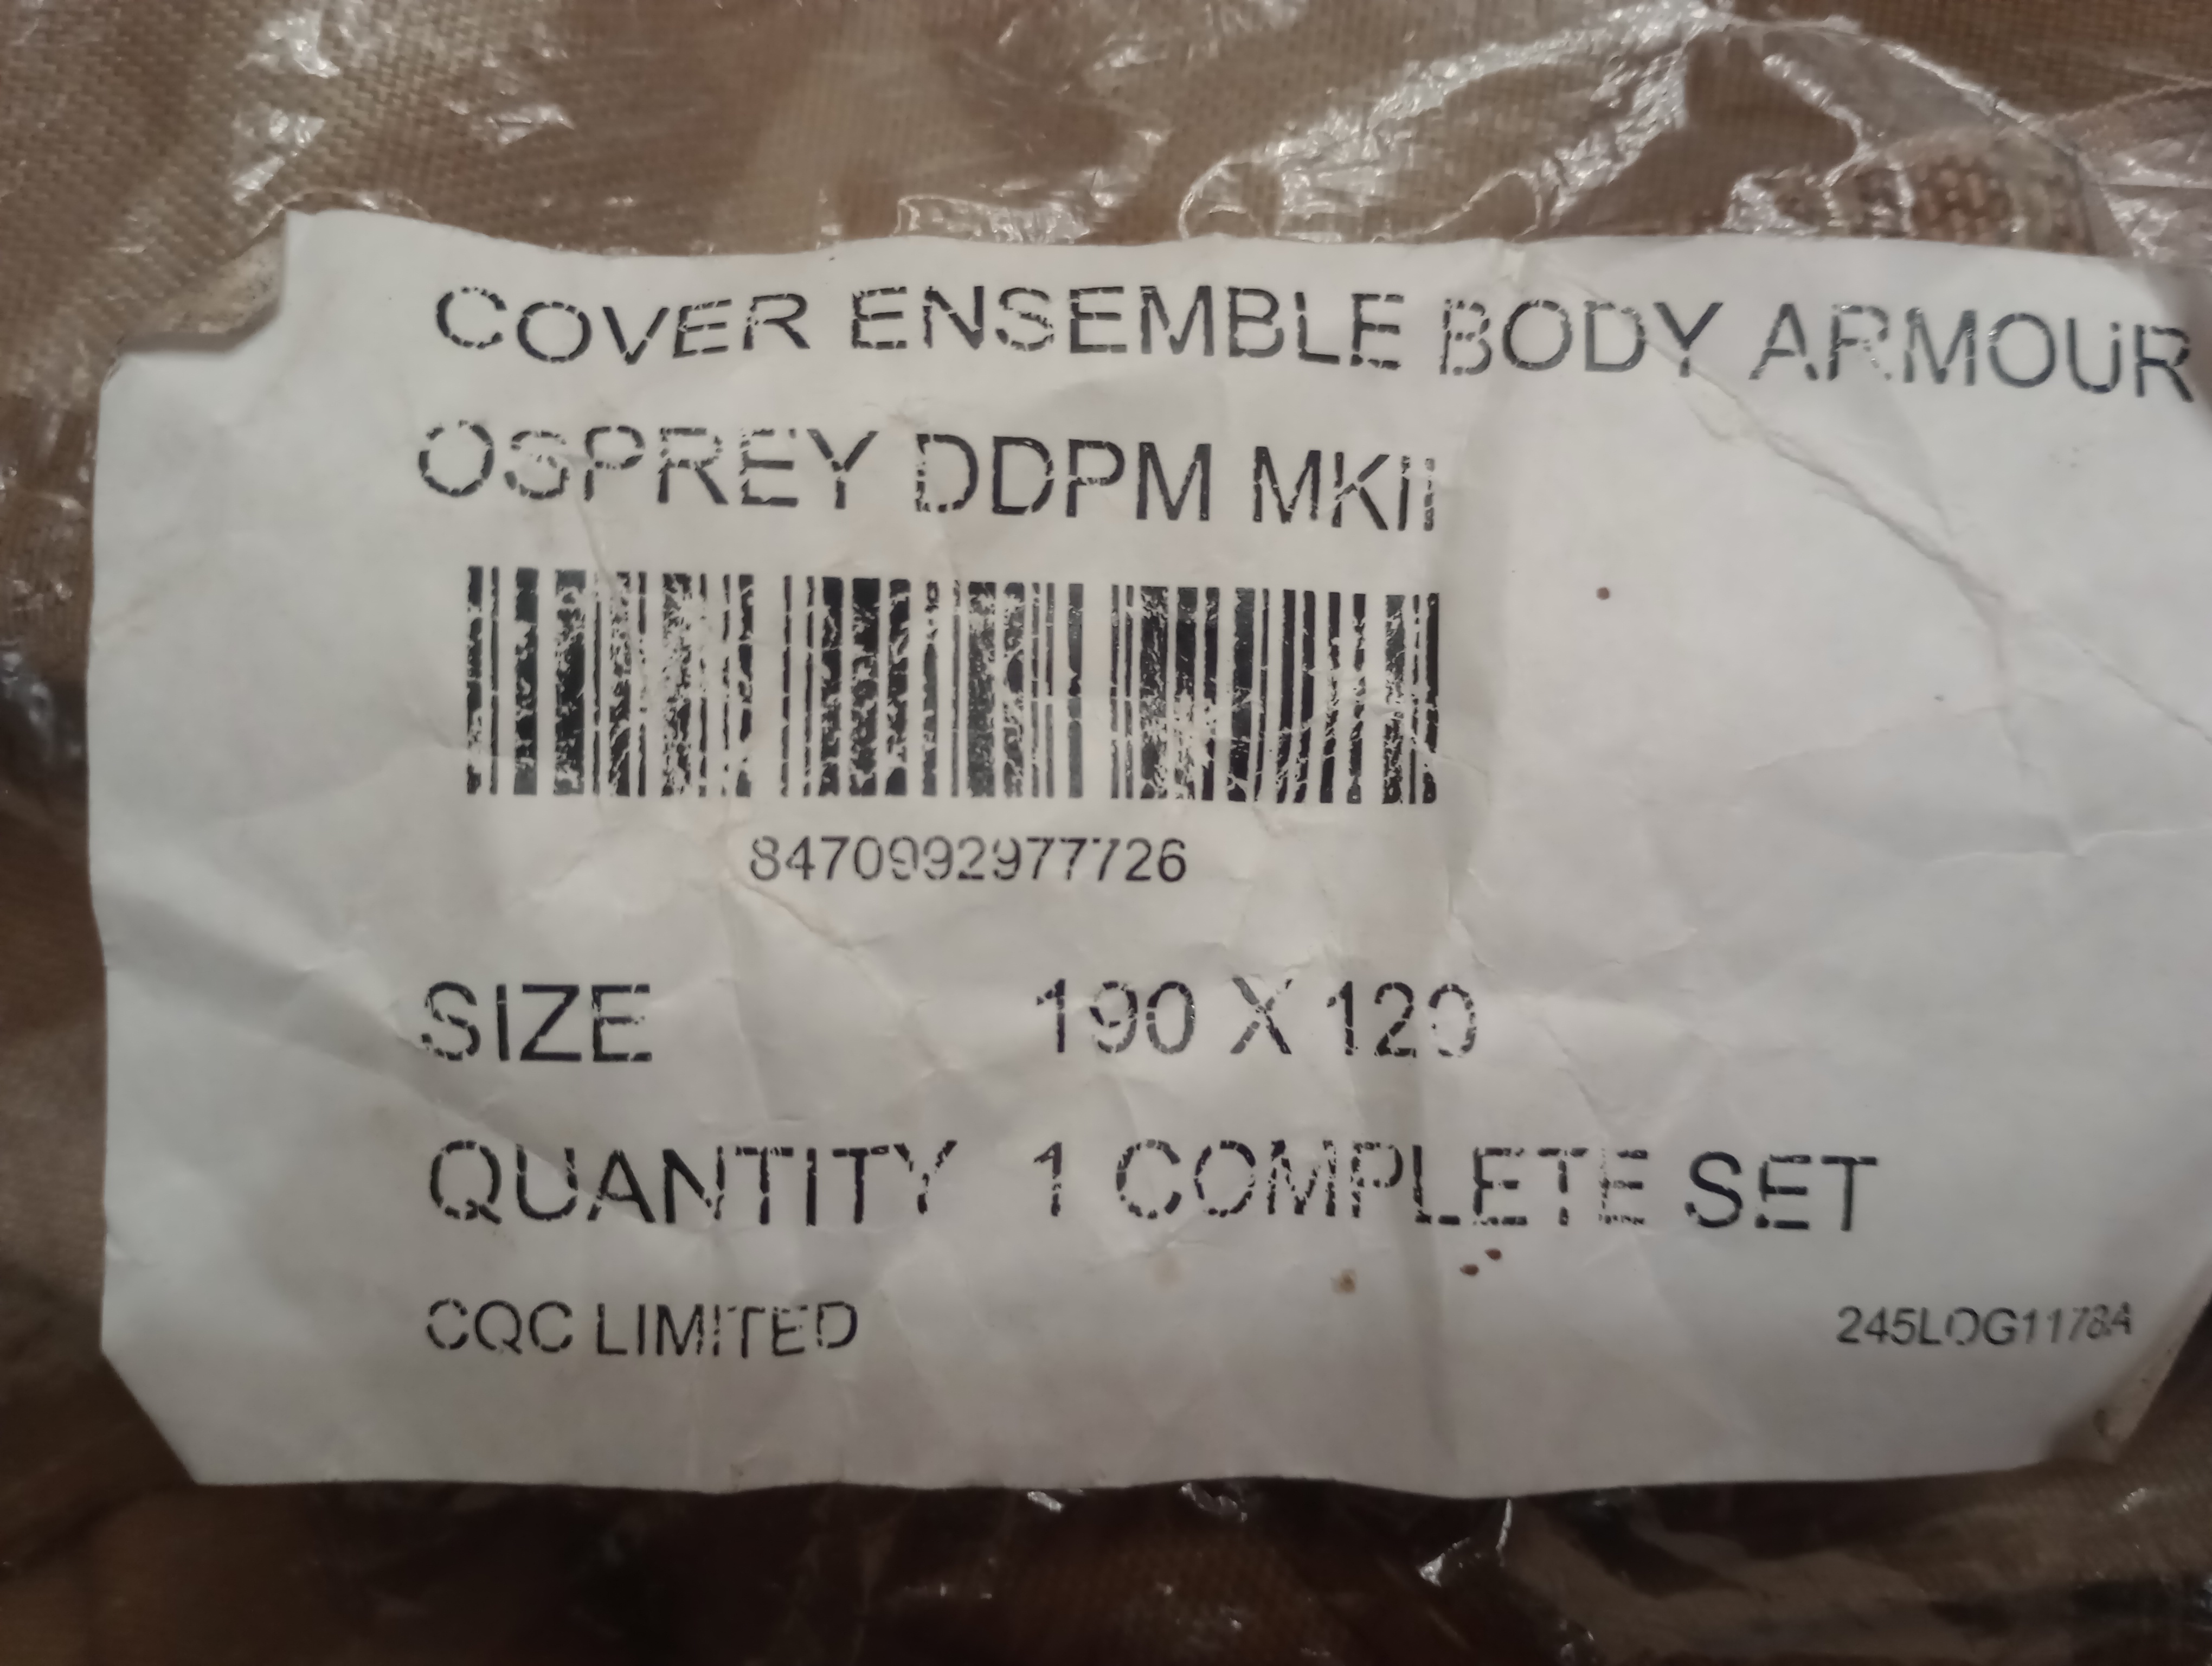 COVER ENSEMBLE BODY ARMOUR
OSPREY DDPM MKII
8470992977726
SIZE 190 X 120
QUANTITY 1 COMPLETE SET
CQC LIMITED 245LOG1178A